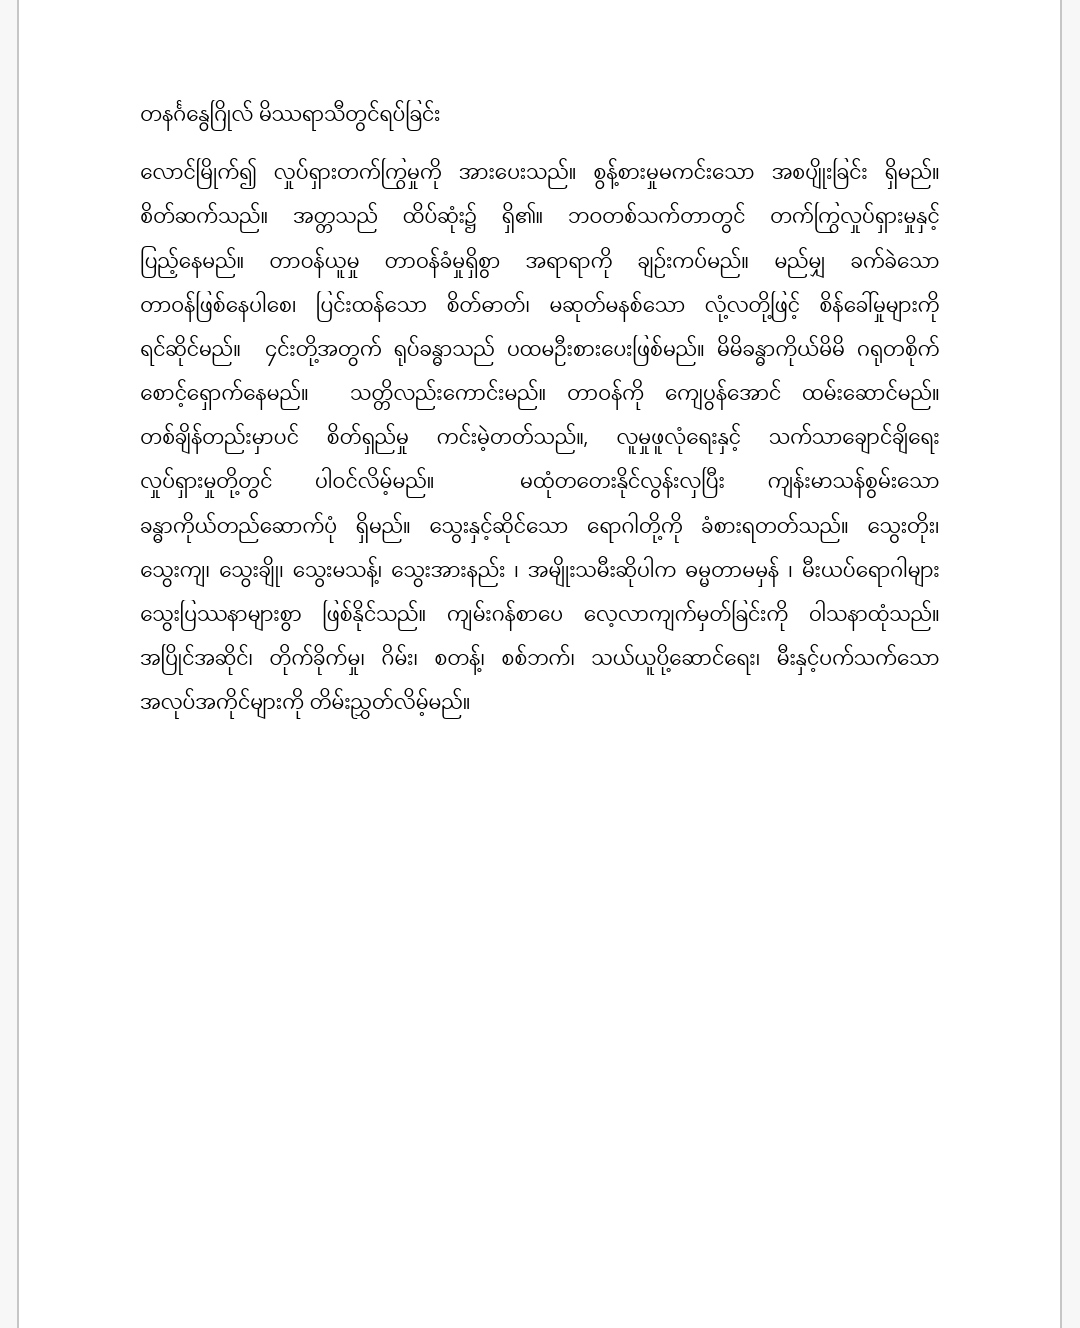 တနင်္ဂနွေဂြိုလ် မိဿရာသီတွင်ရပ်ခြင်း
လောင်မြိုက်၍ လှုပ်ရှားတက်ကြွမှုကို အားပေးသည်။ စွန့်စားမှုမကင်းသော အစပျိုးခြင်း ရှိမည်။
စိတ်ဆက်သည်။ အတ္တသည် ထိပ်ဆုံး၌ ရှိ၏။ ဘဝတစ်သက်တာတွင် တက်ကြွလှုပ်ရှားမှုနှင့်
ပြည့်နေမည်။ တာဝန်ယူမှု တာဝန်ခံမှုရှိစွာ အရာရာကို ချဉ်းကပ်မည်။ မည်မျှ ခက်ခဲသော
တာဝန်ဖြစ်နေပါစေ၊ ပြင်းထန်သော စိတ်ဓာတ်၊ မဆုတ်မနစ်သော လုံ့လတို့ဖြင့် စိန်ခေါ်မှုများကို
ရင်ဆိုင်မည်။ ၄င်းတို့အတွက် ရုပ်ခန္ဓာသည် ပထမဦးစားပေးဖြစ်မည်။ မိမိခန္ဓာကိုယ်မိမိ ဂရုတစိုက်
စောင့်ရှောက်နေမည်။ သတ္တိလည်းကောင်းမည်။ တာဝန်ကို ကျေပွန်အောင် ထမ်းဆောင်မည်။
တစ်ချိန်တည်းမှာပင် စိတ်ရှည်မှု ကင်းမဲ့တတ်သည်။, လူမှုဖူလုံရေးနှင့် သက်သာချောင်ချိရေး
လှုပ်ရှားမှုတို့တွင် ပါဝင်လိမ့်မည်။ မထုံတတေးနိုင်လွန်းလှပြီး ကျန်းမာသန်စွမ်းသော
ခန္ဓာကိုယ်တည်ဆောက်ပုံ ရှိမည်။ သွေးနှင့်ဆိုင်သော ရောဂါတို့ကို ခံစားရတတ်သည်။ သွေးတိုး၊
သွေးကျ၊ သွေးချို၊ သွေးမသန့်၊ သွေးအားနည်း ၊ အမျိုးသမီးဆိုပါက ဓမ္မတာမမှန် ၊ မီးယပ်ရောဂါများ
သွေးပြဿနာများစွာ ဖြစ်နိုင်သည်။ ကျမ်းဂန်စာပေ လေ့လာကျက်မှတ်ခြင်းကို ဝါသနာထုံသည်။
အပြိုင်အဆိုင်၊ တိုက်ခိုက်မှု၊ ဂိမ်း၊ စတန့်၊ စစ်ဘက်၊ သယ်ယူပို့ဆောင်ရေး၊ မီးနှင့်ပက်သက်သော
အလုပ်အကိုင်များကို တိမ်းညွှတ်လိမ့်မည်။